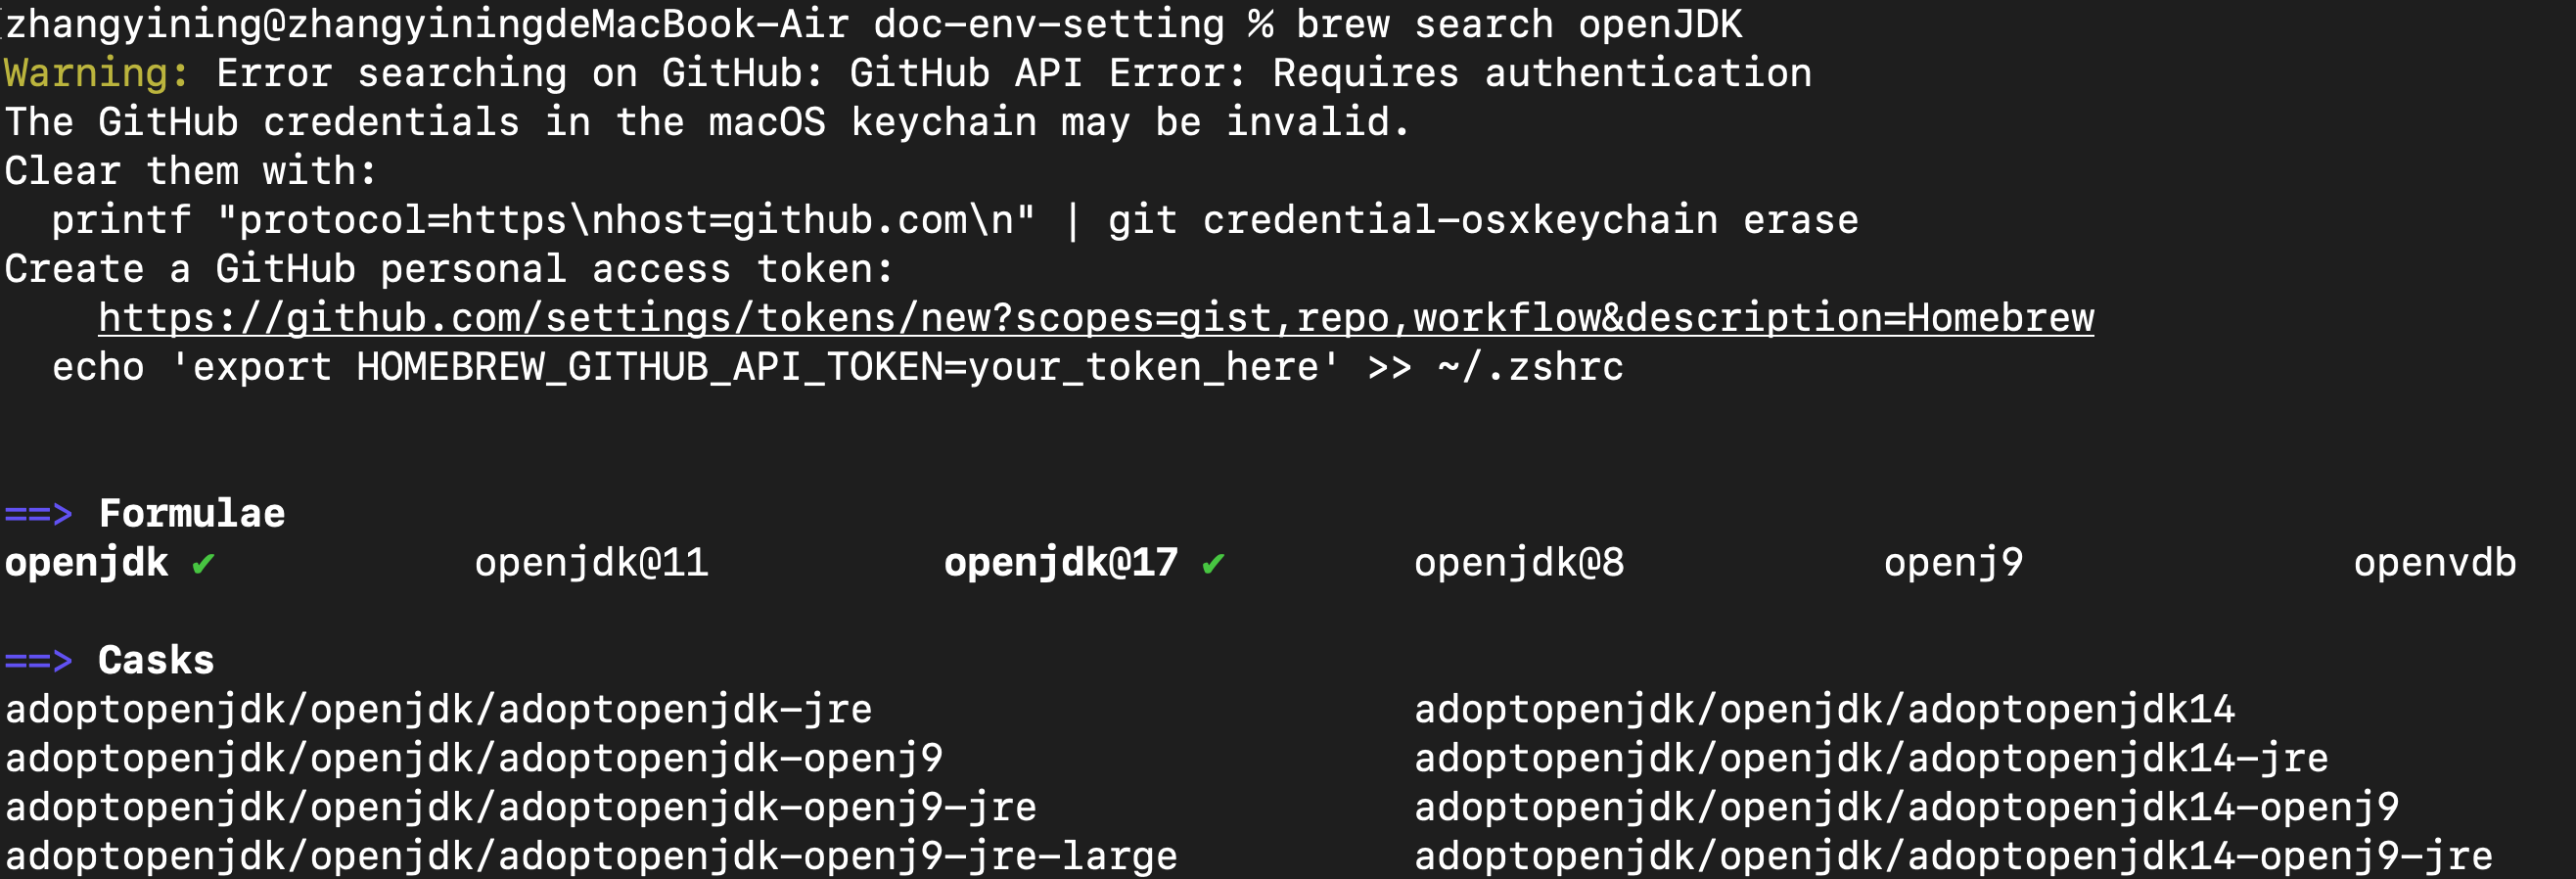 zhangyining@zhangyiningdeMacBook-Air doc-env-setting % brew search openJDK
Warning: Error searching on GitHub: GitHub API Error: Requires authentication
The GitHub credentials in the macOS keychain may be invalid.
Clear them with:
  printf "protocol=https\nhost=github.com\n" | git credential-osxkeychain erase
Create a GitHub personal access token:
    https://github.com/settings/tokens/new?scopes=gist,repo,workflow&description=Homebrew
  echo 'export HOMEBREW_GITHUB_API_TOKEN=your_token_here' >> ~/.zshrc
==> Formulae
openjdk ✔ openjdk@11 openjdk@17 ✔ openjdk@8 openj9 openvdb
==> Casks
adoptopenjdk/openjdk/adoptopenjdk-jre adoptopenjdk/openjdk/adoptopenjdk14
adoptopenjdk/openjdk/adoptopenjdk-openj9 adoptopenjdk/openjdk/adoptopenjdk14-jre
adoptopenjdk/openjdk/adoptopenjdk-openj9-jre adoptopenjdk/openjdk/adoptopenjdk14-openj9
adoptopenjdk/openjdk/adoptopenjdk-openj9-jre-large adoptopenjdk/openjdk/adoptopenjdk14-openj9-jre